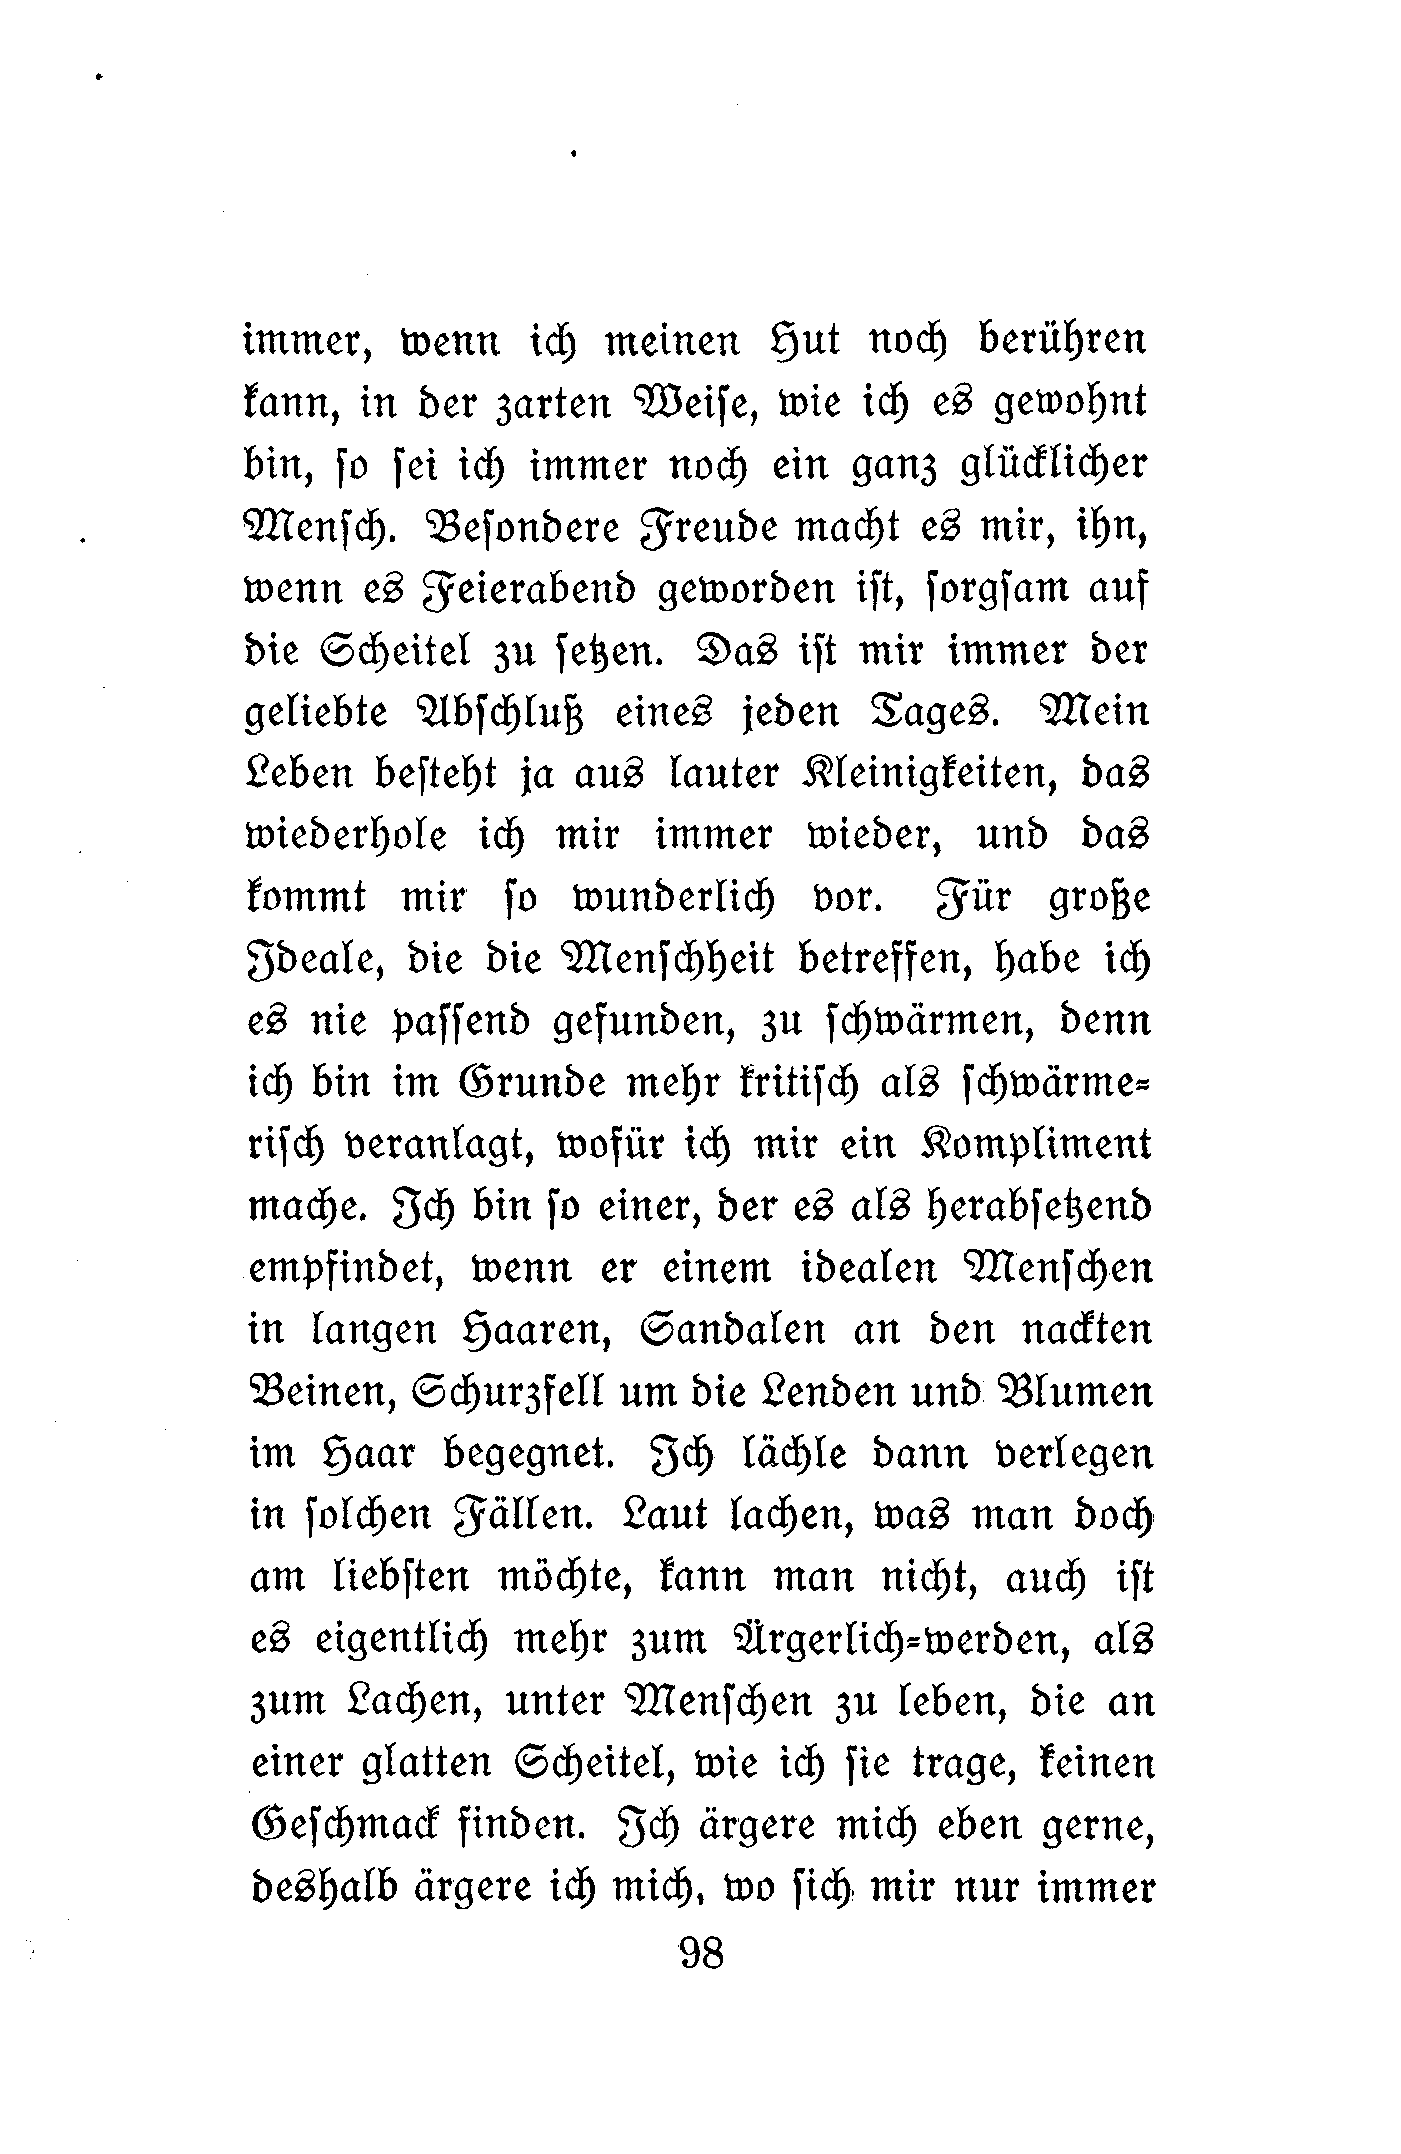 immer, wenn ich meinen Hut noch berühren
kann, in der zarten Weiſe, wie ich es gewohnt
bin, ſo ſei ich immer noch ein ganz glücklicher
Menſch. Beſondere Freude macht es mir, ihn,
wenn es Feierabend geworden iſt, ſorgſam auf
die Scheitel zu ſetzen. Das iſt mir immer der
geliebte Abſchluß eines jeden Tages. Mein
Leben beſteht ja aus lauter Kleinigkeiten, das
wiederhole ich mir immer wieder, und das
kommt mir ſo wunderlich vor. Für große
Ideale, die die Menſchheit betreffen, habe ich
es nie paſſend gefunden, zu ſchwärmen, denn
ich bin im Grunde mehr kritiſch als ſchwärme⸗
riſch veranlagt, wofür ich mir ein Kompliment
mache. Ich bin ſo einer, der es als herabſetzend
empfindet, wenn er einem idealen Menſchen
in langen Haaren, Sandalen an den nackten
Beinen, Schurzfell um die Lenden und Blumen
im Haar begegnet. Ich lächle dann verlegen
in ſolchen Fällen. Laut lachen, was man doch
am liebſten möchte, kann man nicht, auch iſt
es eigentlich mehr zum Ärgerlich⸗werden, als
zum Lachen, unter Menſchen zu leben, die an
einer glatten Scheitel, wie ich ſie trage, keinen
Geſchmack finden. Ich ärgere mich eben gerne,
deshalb ärgere ich mich, wo ſich mir nur immer
98